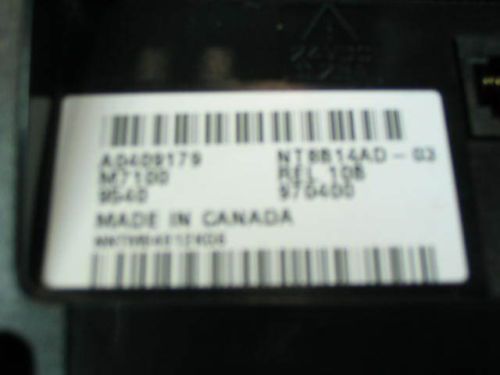 A0409179 NT8B14AD-03
M7100 REL 10B
9540 970400
MADE IN CANADA